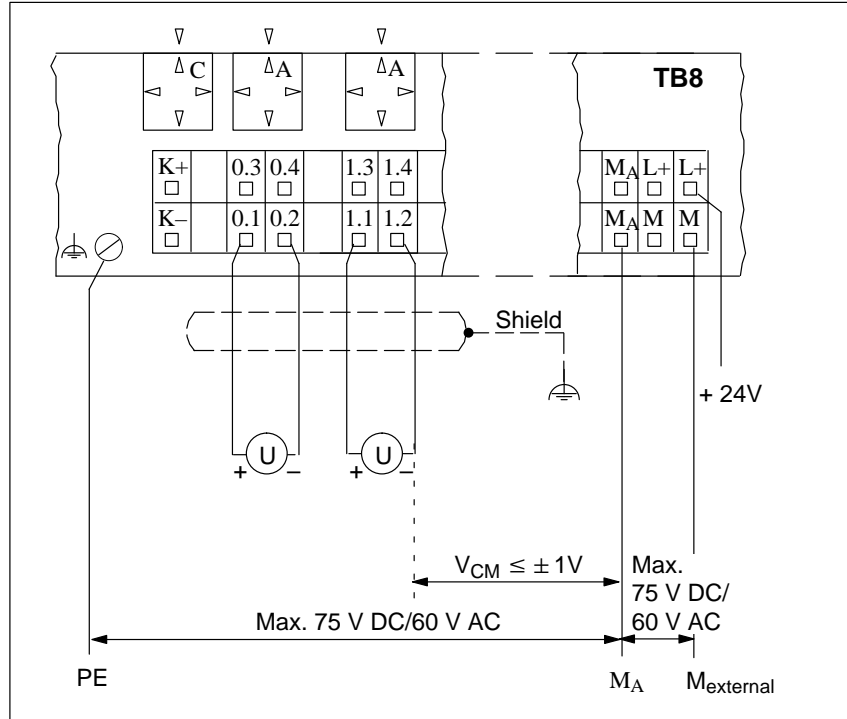 C A A TB8
K+ 0.3 0.4 1.3 1.4 MA L+ L+
K− 0.1 0.2 1.1 1.2 MA M M
Shield
+ 24V
+ U − + U −
VCM ≤ ± 1V
Max.
75 V DC/
60 V AC
Max. 75 V DC/60 V AC
PE MA Mexternal